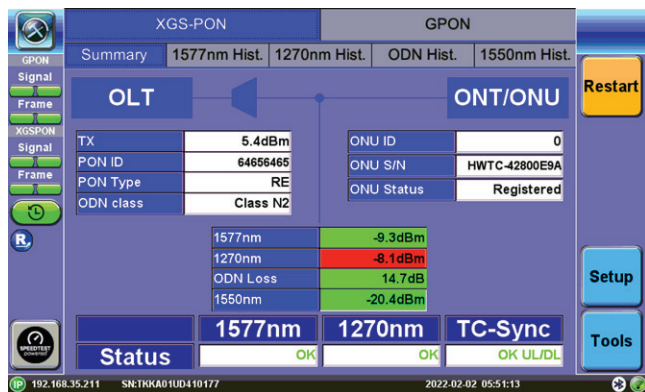 XGS-PON GPON
Summary 1577nm Hist. 1270nm Hist. ODN Hist. 1550nm Hist.
GPON
Signal
Frame
XGSPON
Signal
Frame
R
SPEEDTEST
powered
OLT ONT/ONU
TX 5.4dBm
PON ID 64656465
PON Type RE
ODN class Class N2
ONU ID 0
ONU S/N HWTC-42800E9A
ONU Status Registered
1577nm -9.3dBm
1270nm -8.1dBm
ODN Loss 14.7dB
1550nm -20.4dBm
1577nm 1270nm TC-Sync
Status OK OK OK UL/DL
Restart
Setup
Tools
IP 192.168.35.211 SN:TKKA01UD410177 2022-02-02 05:51:13